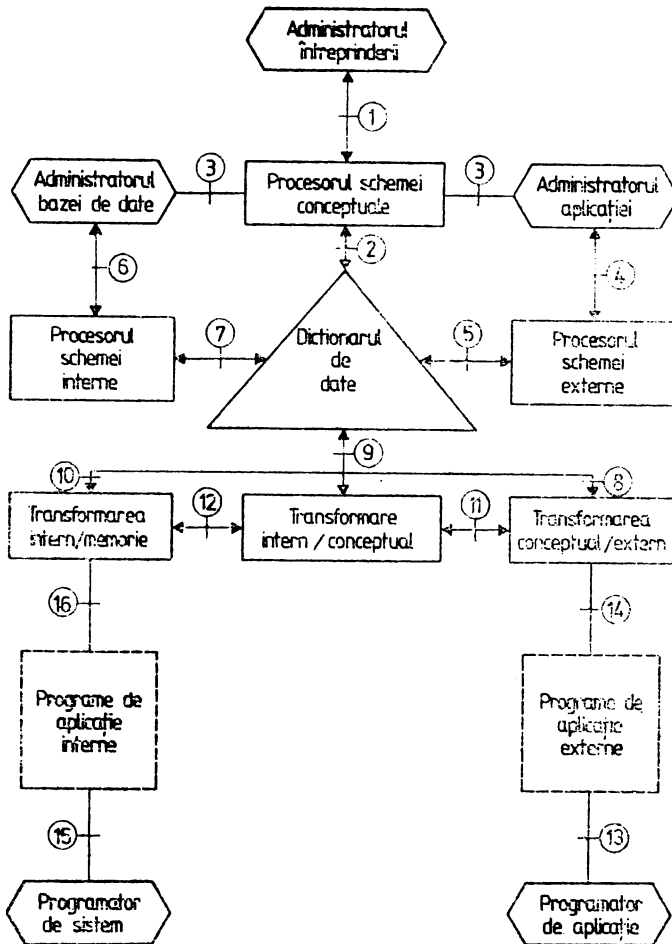 Administratorul
întreprinderii
1
3
3
Administratorul
bazei de date
Procesorul schemei
conceptuale
Administratorul
aplicației
2
6
4
Procesorul
schemei
interne
7
Dicționarul
de
date
5
Procesorul
schemei
externe
9
10
8
Transformarea
intern/memorie
12
Transformare
intern / conceptual
11
Transformarea
conceptual/extern
16
14
Programe de
aplicație
interne
Programe de
aplicație
externe
15
13
Programator
de sistem
Programator
de aplicație